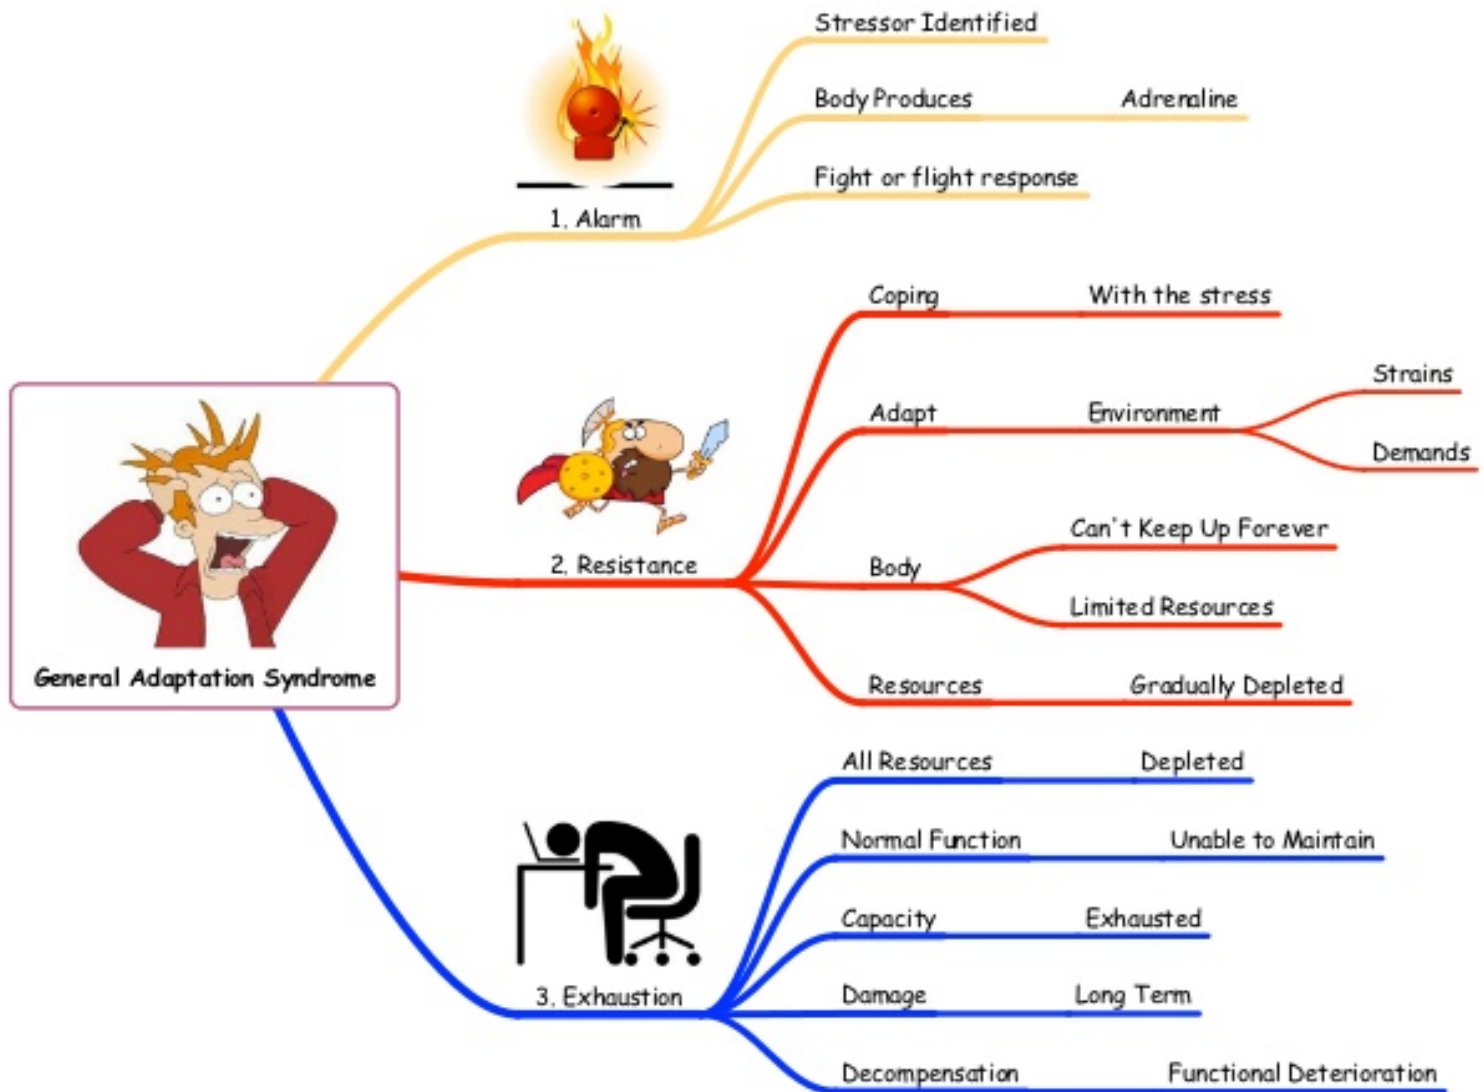 Stressor Identified
Body Produces
Adrenaline
Fight or flight response
1. Alarm
Coping
With the stress
Adapt
Environment
Strains
Demands
2. Resistance
Body
Can't Keep Up Forever
Limited Resources
Resources
Gradually Depleted
General Adaptation Syndrome
All Resources
Depleted
Normal Function
Unable to Maintain
Capacity
Exhausted
3. Exhaustion
Damage
Long Term
Decompensation
Functional Deterioration